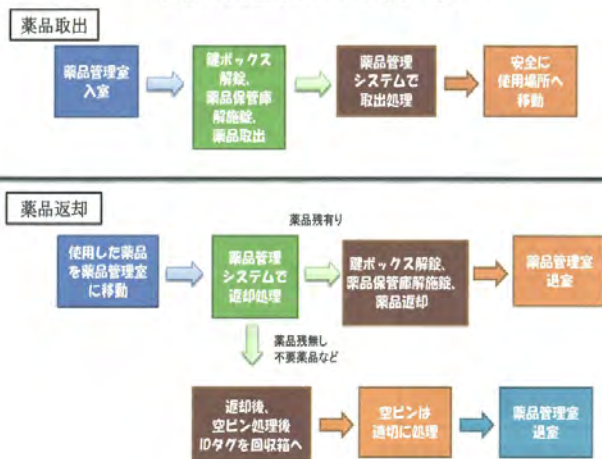 薬品取出
薬品管理室
入室
鍵ボックス
解錠、
薬品保管庫
解施錠、
薬品取出
薬品管理
システムで
取出処理
安全に
使用場所へ
移動
薬品返却
使用した薬品
を薬品管理室
に移動
薬品管理
システムで
返却処理
薬品残有り
鍵ボックス解錠、
薬品保管庫解施錠、
薬品返却
薬品管理室
退室
薬品残無し
不要薬品など
返却後、
空ビン処理後
IDタグを回収箱へ
空ビンは
適切に処理
薬品管理室
退室